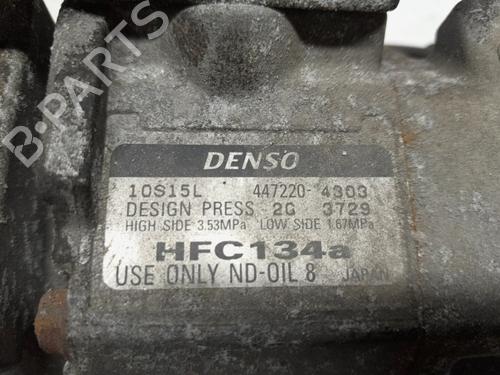 B-PARTS
DENSO
10S15L 447220-4303
DESIGN PRESS 2G 3729
HIGH SIDE 3.53MPa LOW SIDE 1.67MPa
HFC134a
USE ONLY ND-OIL 8 JAPAN